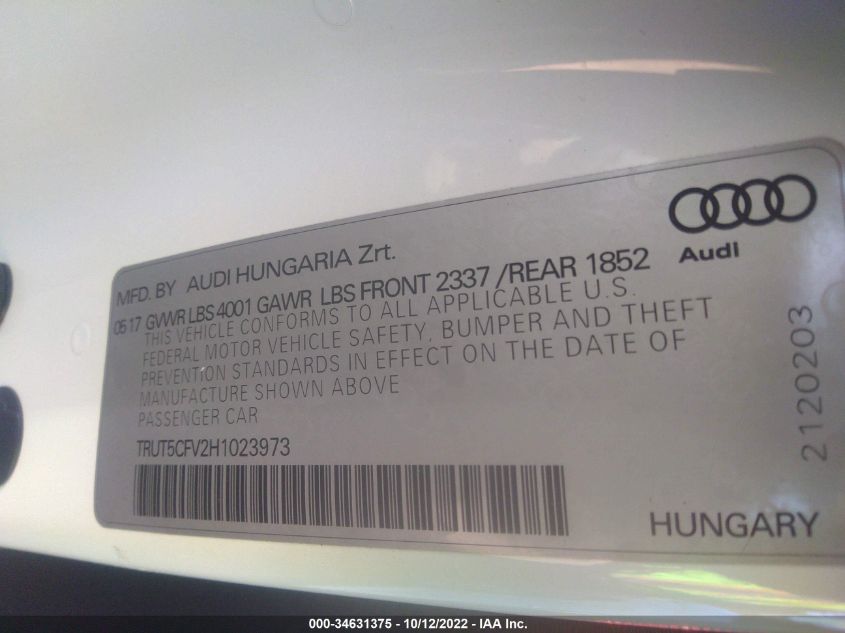 Audi
MFD. BY AUDI HUNGARIA Zrt.
0517 GVWR LBS 4001 GAWR LBS FRONT 2337 /REAR 1852
THIS VEHICLE CONFORMS TO ALL APPLICABLE U.S.
FEDERAL MOTOR VEHICLE SAFETY, BUMPER AND THEFT
PREVENTION STANDARDS IN EFFECT ON THE DATE OF
MANUFACTURE SHOWN ABOVE
PASSENGER CAR
TRUT5CFV2H1023973
2120203
HUNGARY
000-34631375 - 10/12/2022 - IAA Inc.